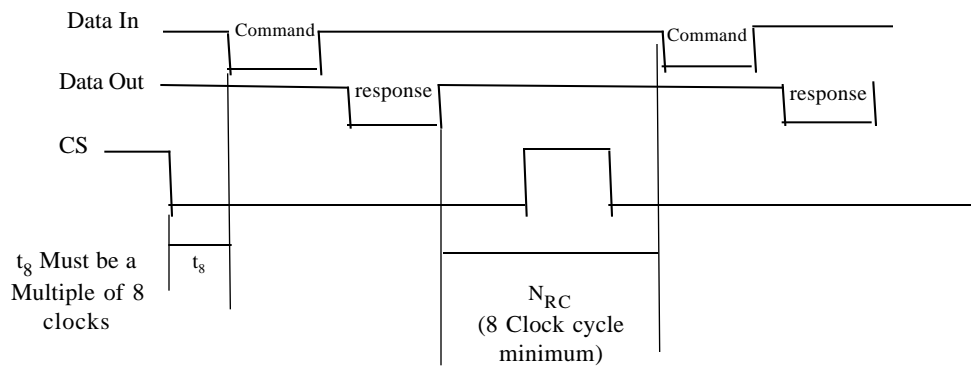 Data In
Command
Command
Data Out
response
response
CS
t8
t8 Must be a
Multiple of 8
clocks
NRC
(8 Clock cycle
minimum)